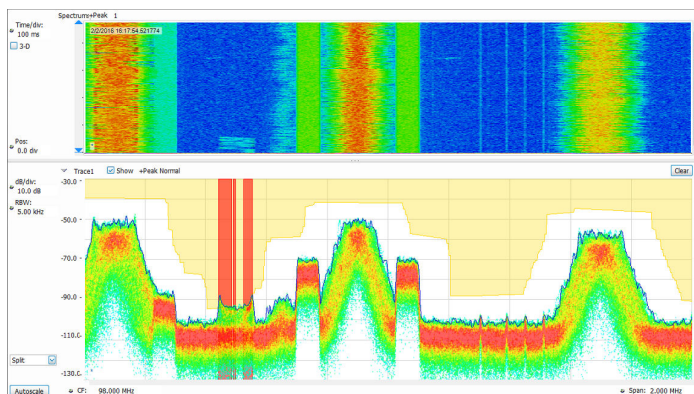 Spectrum+Peak 1
Time/div:
100 ms
3-D
2/2/2016 16:17:54.521774
Pos:
0.0 div
Trace1
Show
+Peak Normal
Clear
dB/div:
10.0 dB
RBW:
5.00 kHz
-30.0
-50.0
-70.0
-90.0
-110.0
-130.0
Split
Autoscale
CF:
98.000 MHz
Span:
2.000 MHz